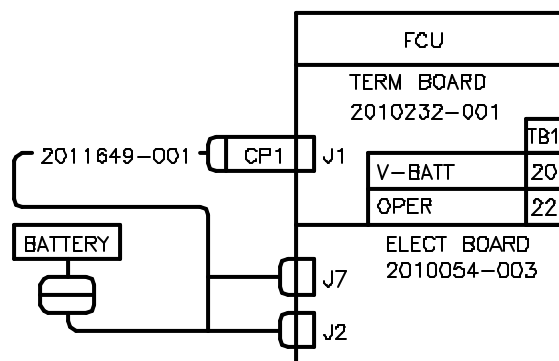 FCU
TERM BOARD
2010232-001
TB1
2011649-001
CP1
J1
V-BATT 20
OPER 22
BATTERY
ELECT BOARD
2010054-003
J7
J2